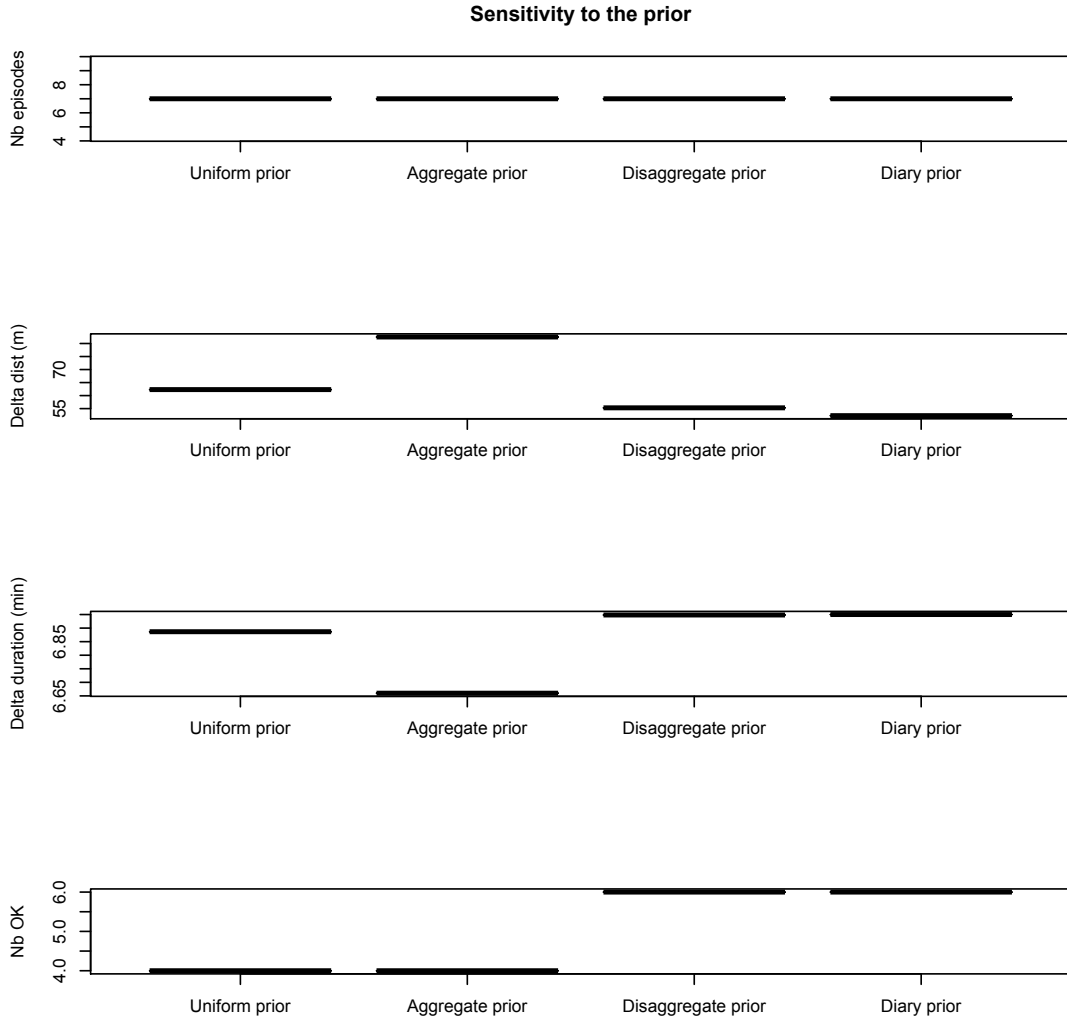 Sensitivity to the prior
Nb episodes
8
6
4
Uniform prior Aggregate prior Disaggregate prior Diary prior
Delta dist (m)
70
55
Uniform prior Aggregate prior Disaggregate prior Diary prior
Delta duration (min)
6.85
6.65
Uniform prior Aggregate prior Disaggregate prior Diary prior
Nb OK
6.0
5.0
4.0
Uniform prior Aggregate prior Disaggregate prior Diary prior